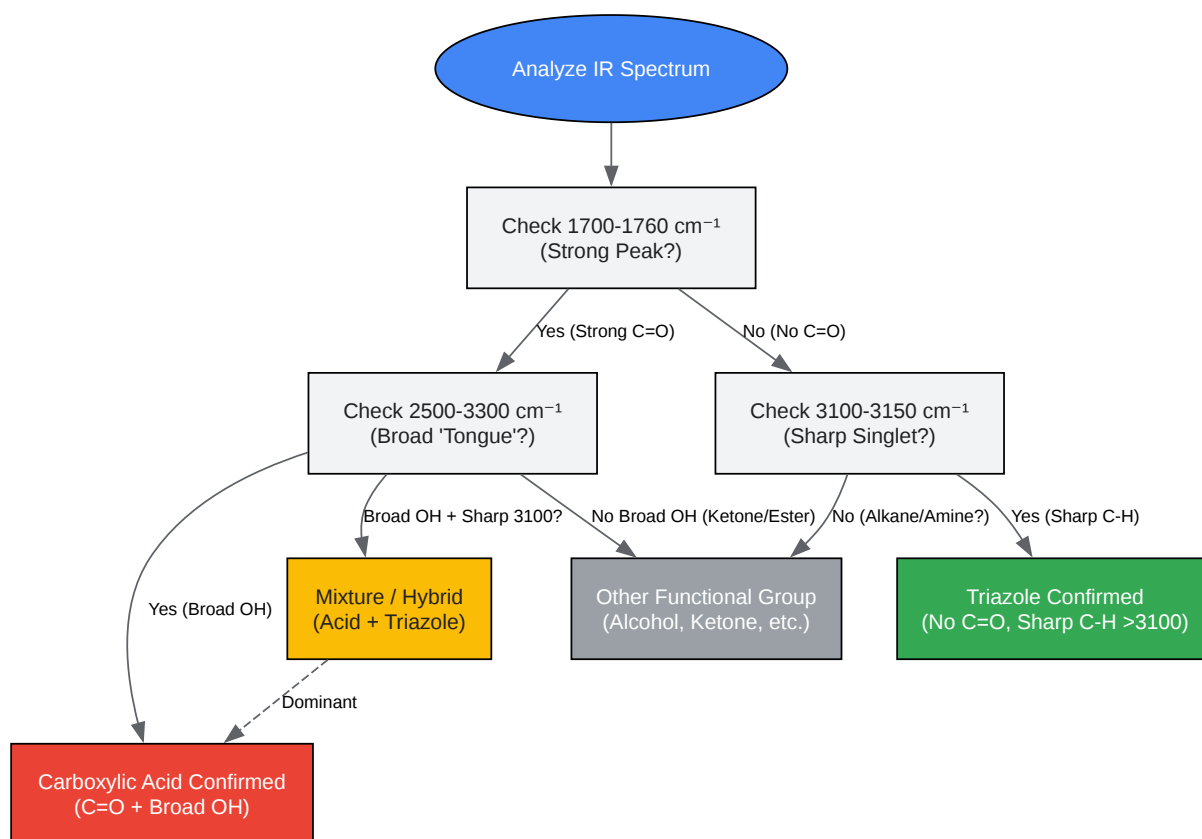 Analyze IR Spectrum
Check 1700-1760 cm⁻¹
(Strong Peak?)
Yes (Strong C=O)
No (No C=O)
Check 2500-3300 cm⁻¹
(Broad 'Tongue'?)
Check 3100-3150 cm⁻¹
(Sharp Singlet?)
Broad OH + Sharp 3100?
No Broad OH (Ketone/Ester)
No (Alkane/Amine?)
Yes (Sharp C-H)
Yes (Broad OH)
Mixture / Hybrid
(Acid + Triazole)
Other Functional Group
(Alcohol, Ketone, etc.)
Triazole Confirmed
(No C=O, Sharp C-H >3100)
Dominant
Carboxylic Acid Confirmed
(C=O + Broad OH)